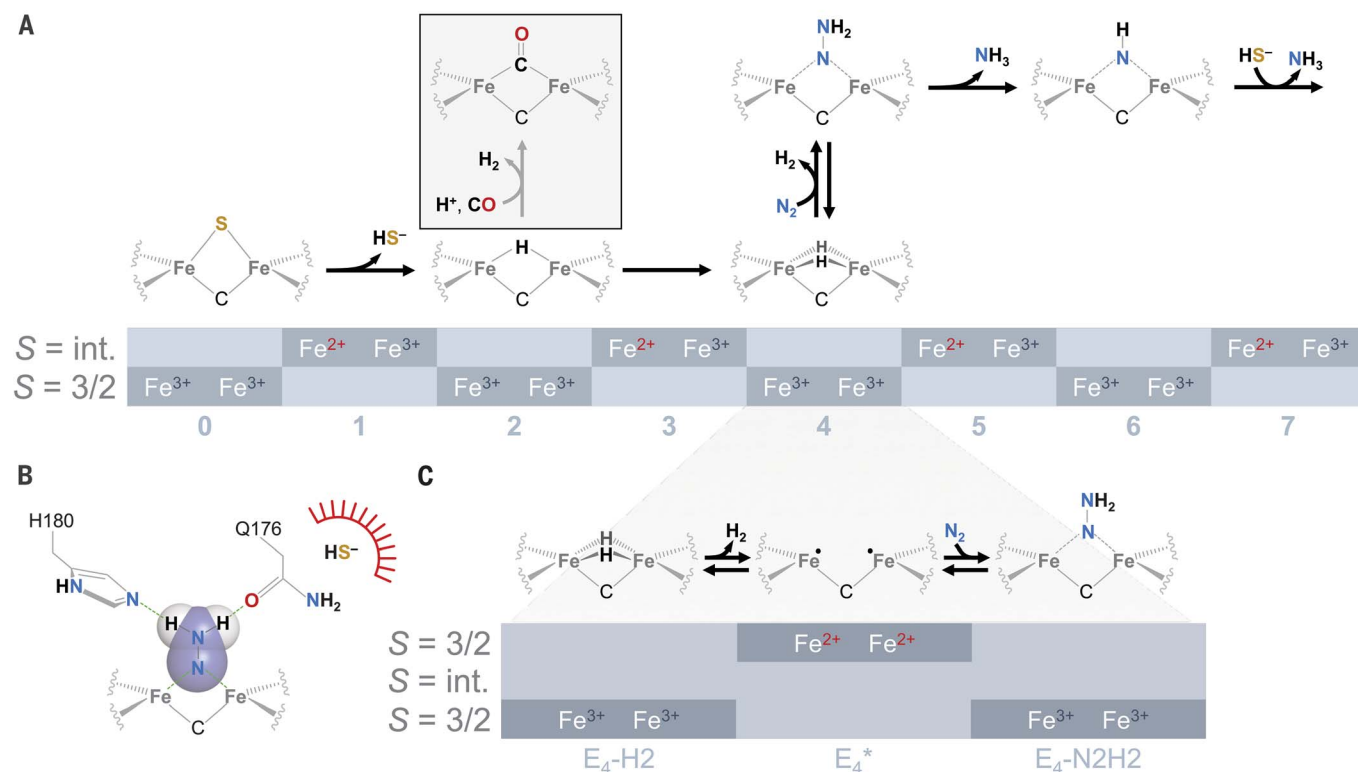 A
O
C
Fe Fe
C
H₂
H⁺, CO
NH₂
N
Fe Fe
C
NH₃
H
N
Fe Fe
C
HS⁻ NH₃
H₂
N₂
S
Fe Fe
C
HS⁻
H
Fe Fe
C
H
H
Fe Fe
C
S = int. Fe²⁺ Fe³⁺ Fe²⁺ Fe³⁺ Fe²⁺ Fe³⁺ Fe²⁺ Fe³⁺
S = 3/2 Fe³⁺ Fe³⁺ Fe³⁺ Fe³⁺ Fe³⁺ Fe³⁺ Fe³⁺ Fe³⁺
0 1 2 3 4 5 6 7
B
H180
Q176
HS⁻
HN N
O NH₂
H H
N
N
Fe Fe
C
C
H
H
Fe Fe
C
H₂
Fe• •Fe
C
N₂
NH₂
N
Fe Fe
C
S = 3/2 Fe²⁺ Fe²⁺
S = int.
S = 3/2 Fe³⁺ Fe³⁺ Fe³⁺ Fe³⁺
E₄-H2 E₄* E₄-N2H2